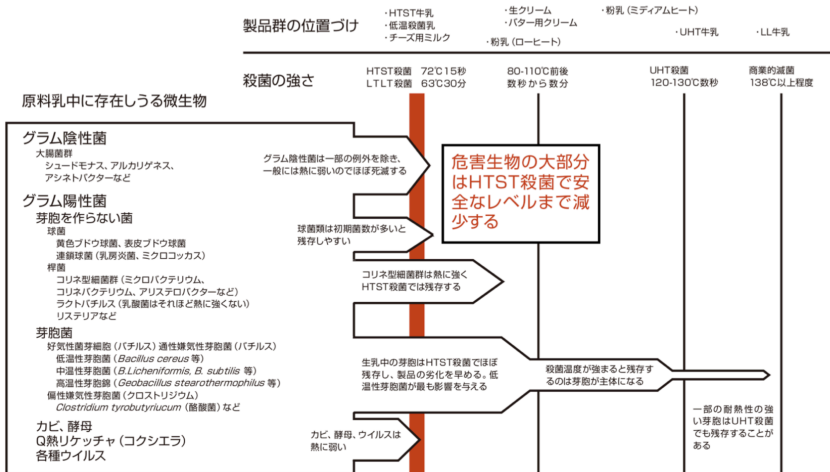 製品群の位置づけ
・HTST牛乳
・低温殺菌乳
・チーズ用ミルク
・生クリーム
・バター用クリーム
・粉乳（ローヒート）
・粉乳（ミディアムヒート）
・UHT牛乳
・LL牛乳
殺菌の強さ
HTST殺菌 72℃15秒
LTLT殺菌 63℃30分
80-110℃前後
数秒から数分
UHT殺菌
120-130℃数秒
商業的滅菌
138℃以上程度
原料乳中に存在しうる微生物
グラム陰性菌
大腸菌群
シュードモナス、アルカリゲネス、
アシネトバクターなど
グラム陰性菌は一部の例外を除き、
一般には熱に弱いのでほぼ死滅する
危害生物の大部分
はHTST殺菌で安
全なレベルまで減
少する
グラム陽性菌
芽胞を作らない菌
球菌
黄色ブドウ球菌、表皮ブドウ球菌
連鎖球菌（乳房炎菌、ミクロコッカス）
球菌類は初期菌数が多いと
残存しやすい
桿菌
コリネ型細菌群（ミクロバクテリウム、
コリネバクテリウム、アリステロバクターなど）
ラクトバチルス（乳酸菌はそれほど熱に強くない）
リステリアなど
コリネ型細菌群は熱に強く
HTST殺菌では残存する
芽胞菌
好気性菌芽細胞（バチルス）通性嫌気性芽胞菌（バチルス）
低温性芽胞菌（Bacillus cereus 等）
中温性芽胞菌（B.Licheniformis, B. subtilis 等）
高温性芽胞錦（Geobacillus stearothermophilus 等）
偏性嫌気性芽胞菌（クロストリジウム）
Clostridium tyrobutyriucum（酪酸菌）など
生乳中の芽胞はHTST殺菌でほぼ
残存し、製品の劣化を早める。低
温性芽胞菌が最も影響を与える
殺菌温度が強まると残存す
るのは芽胞が主体になる
一部の耐熱性の強
い芽胞はUHT殺菌
でも残存することが
ある
カビ、酵母
Q熱リケッチャ（コクシエラ）
各種ウイルス
カビ、酵母、ウイルスは
熱に弱い